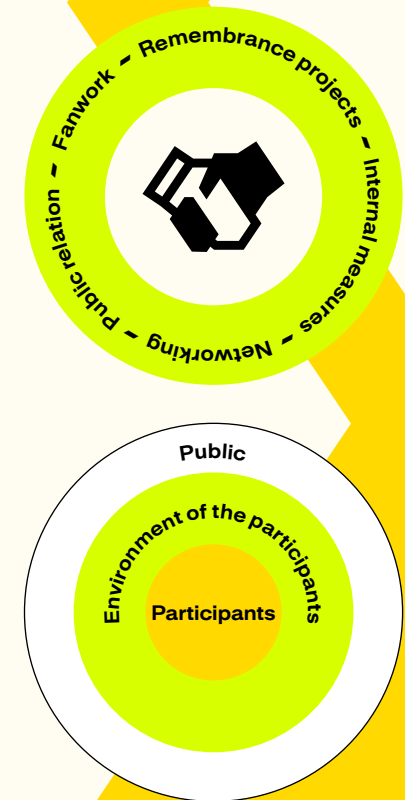 Remembrance projects – Internal measures – Networking – Public relation – Fanwork –
Public
Environment of the participants
Participants